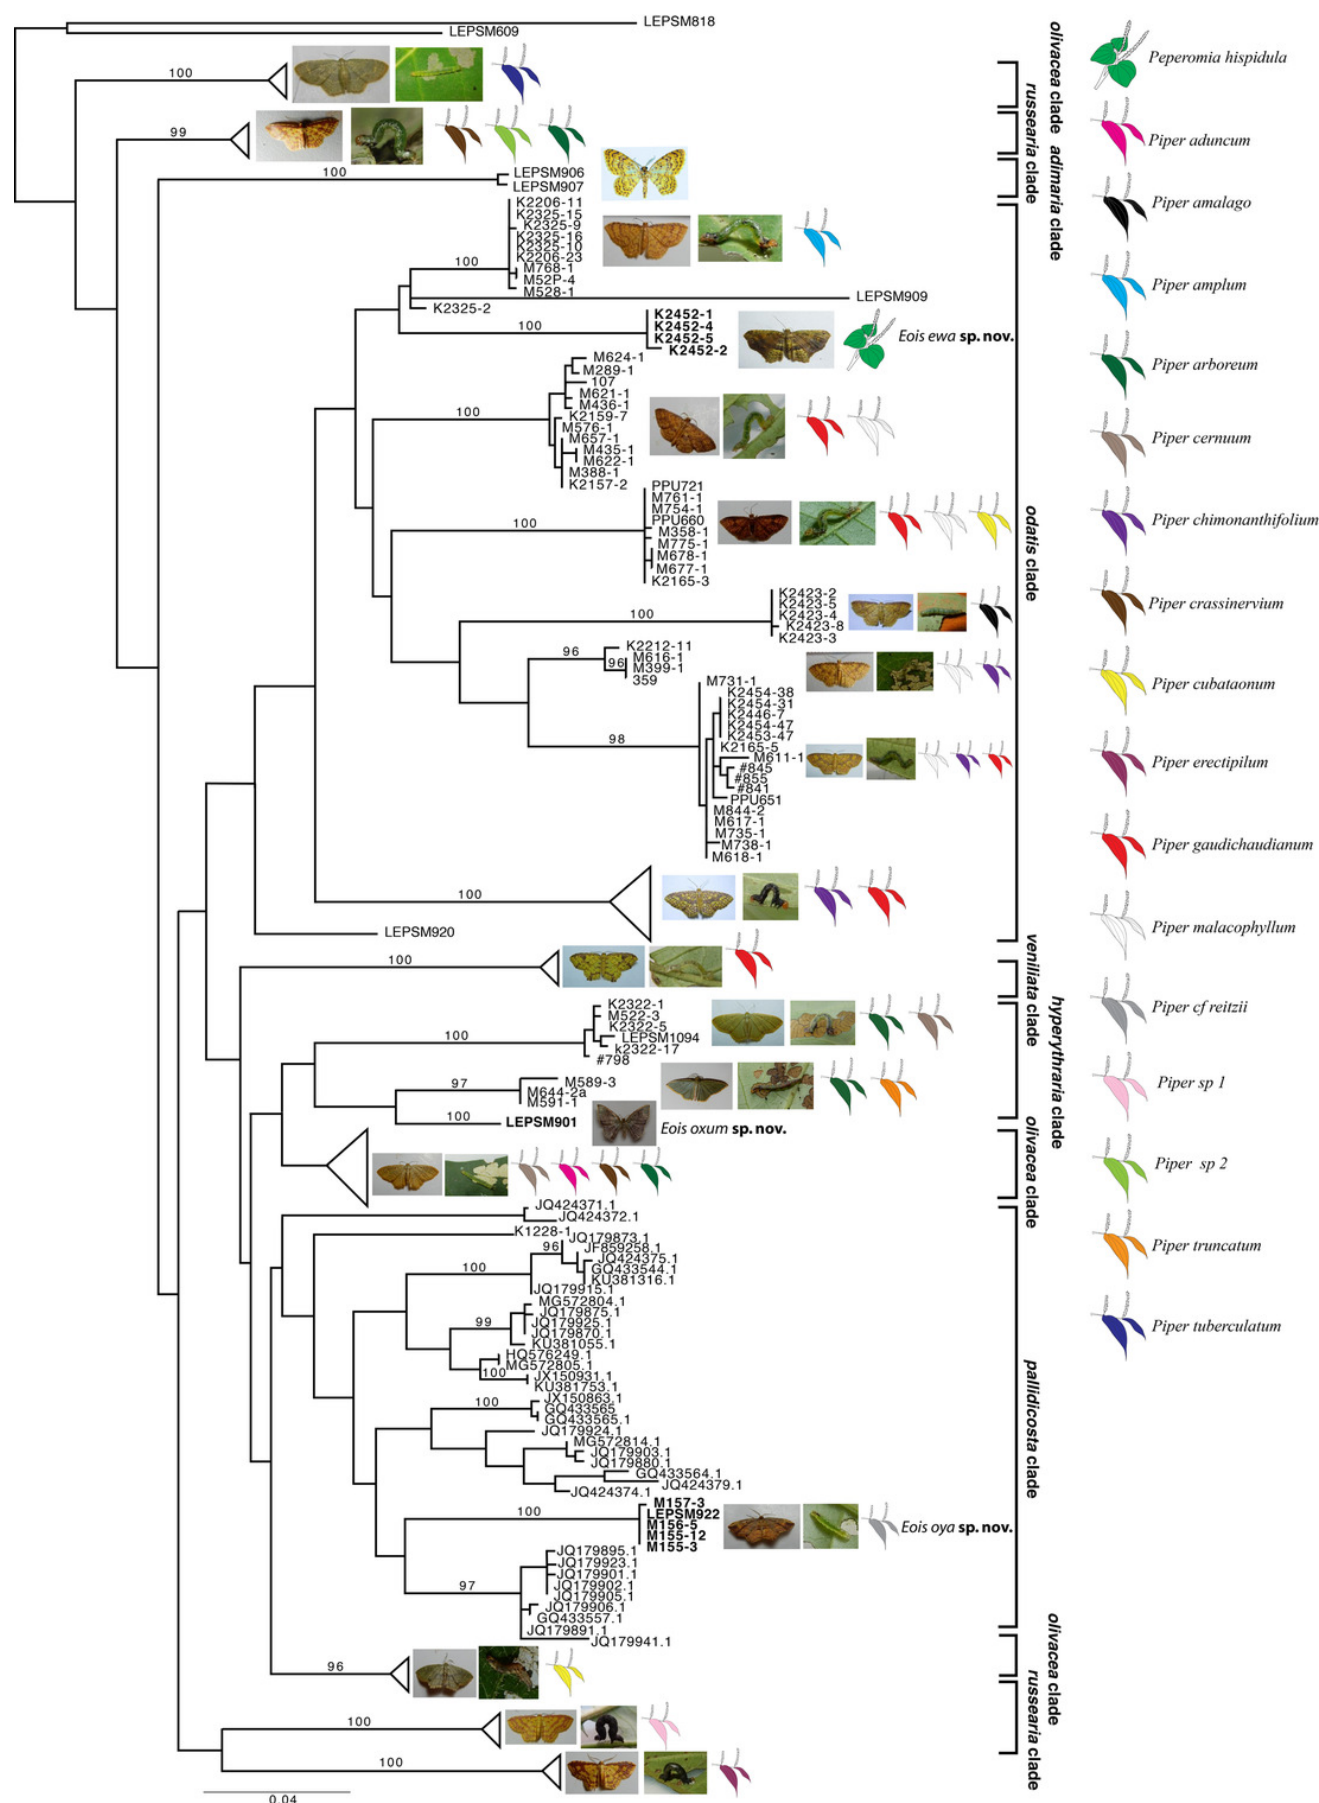 LEPSM818
LEPSM609
100
99
100
LEPSM906
LEPSM907
K2206-11
K2325-15
K2325-9
K2325-16
K2325-10
K2206-23
M768-1
M52P-4
M528-1
100
LEPSM909
K2325-2
100
K2452-1
K2452-4
K2452-5
K2452-2
Eois ewa sp. nov.
M624-1
M289-1
107
M621-1
M436-1
K2159-7
M576-1
M657-1
M435-1
M622-1
M388-1
K2157-2
100
PPU721
M761-1
M754-1
PPU660
M358-1
M775-1
M678-1
M677-1
K2165-3
100
K2423-2
K2423-5
K2423-4
K2423-8
K2423-3
100
K2212-11
M616-1
M399-1
359
96
96
M731-1
K2454-38
K2454-31
K2446-7
K2454-47
K2453-47
K2165-5
M611-1
#845
#855
#841
PPU651
M844-2
M617-1
M735-1
M738-1
M618-1
98
100
LEPSM920
100
K2322-1
M522-3
K2322-5
LEPSM1094
k2322-17
#798
100
M589-3
M644-2a
M591-1
97
100
LEPSM901
Eois oxum sp. nov.
JQ424371.1
JQ424372.1
K1228-1
JQ179873.1
JF859258.1
JQ424375.1
GQ433544.1
KU381316.1
JQ179915.1
96
100
MG572804.1
JQ179875.1
JQ179925.1
JQ179870.1
KU381055.1
99
HQ576249.1
MG572805.1
JX150931.1
KU381753.1
100
JX150863.1
GQ433565
GQ433565.1
100
JQ179924.1
MG572814.1
JQ179903.1
JQ179880.1
GQ433564.1
JQ424379.1
JQ424374.1
100
M157-3
LEPSM922
M156-5
M155-12
M155-3
Eois oya sp. nov.
JQ179895.1
JQ179923.1
JQ179901.1
JQ179902.1
JQ179905.1
JQ179906.1
GQ433557.1
JQ179891.1
JQ179941.1
97
96
100
100
0.04
olivacea clade
russearia clade
adimaria clade
odatis clade
veniliata clade
hyperythraria clade
olivacea clade
pallidicosta clade
olivacea clade
russearia clade
Peperomia hispidula
Piper aduncum
Piper amalago
Piper amplum
Piper arboreum
Piper cernuum
Piper chimonanthifolium
Piper crassinervium
Piper cubataonum
Piper erectipilum
Piper gaudichaudianum
Piper malacophyllum
Piper cf reitzii
Piper sp 1
Piper sp 2
Piper truncatum
Piper tuberculatum